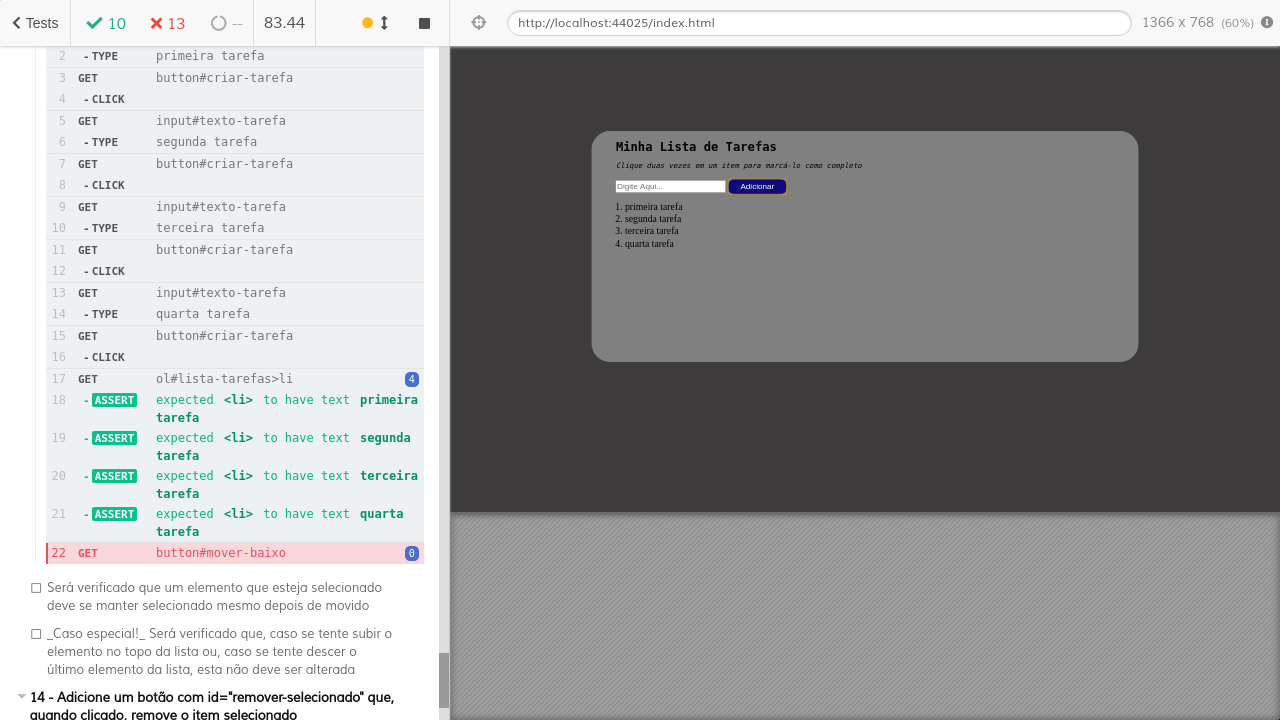 Tests 10 13 -- 83.44 http://localhost:44025/index.html 1366 x 768 (60%)
2 - TYPE primeira tarefa
3 GET button#criar-tarefa
4 - CLICK
5 GET input#texto-tarefa
6 - TYPE segunda tarefa
7 GET button#criar-tarefa
8 - CLICK
9 GET input#texto-tarefa
10 - TYPE terceira tarefa
11 GET button#criar-tarefa
12 - CLICK
13 GET input#texto-tarefa
14 - TYPE quarta tarefa
15 GET button#criar-tarefa
16 - CLICK
17 GET ol#lista-tarefas>li 4
18 - ASSERT expected <li> to have text primeira
tarefa
19 - ASSERT expected <li> to have text segunda
tarefa
20 - ASSERT expected <li> to have text terceira
tarefa
21 - ASSERT expected <li> to have text quarta
tarefa
22 GET button#mover-baixo 0
Será verificado que um elemento que esteja selecionado
deve se manter selecionado mesmo depois de movido
_Caso especial!_ Será verificado que, caso se tente subir o
elemento no topo da lista ou, caso se tente descer o
último elemento da lista, esta não deve ser alterada
14 - Adicione um botão com id="remover-selecionado" que,
quando clicado, remove o item selecionado
Minha Lista de Tarefas
Clique duas vezes em um item para marcá-lo como completo
Digite Aqui... Adicionar
1. primeira tarefa
2. segunda tarefa
3. terceira tarefa
4. quarta tarefa